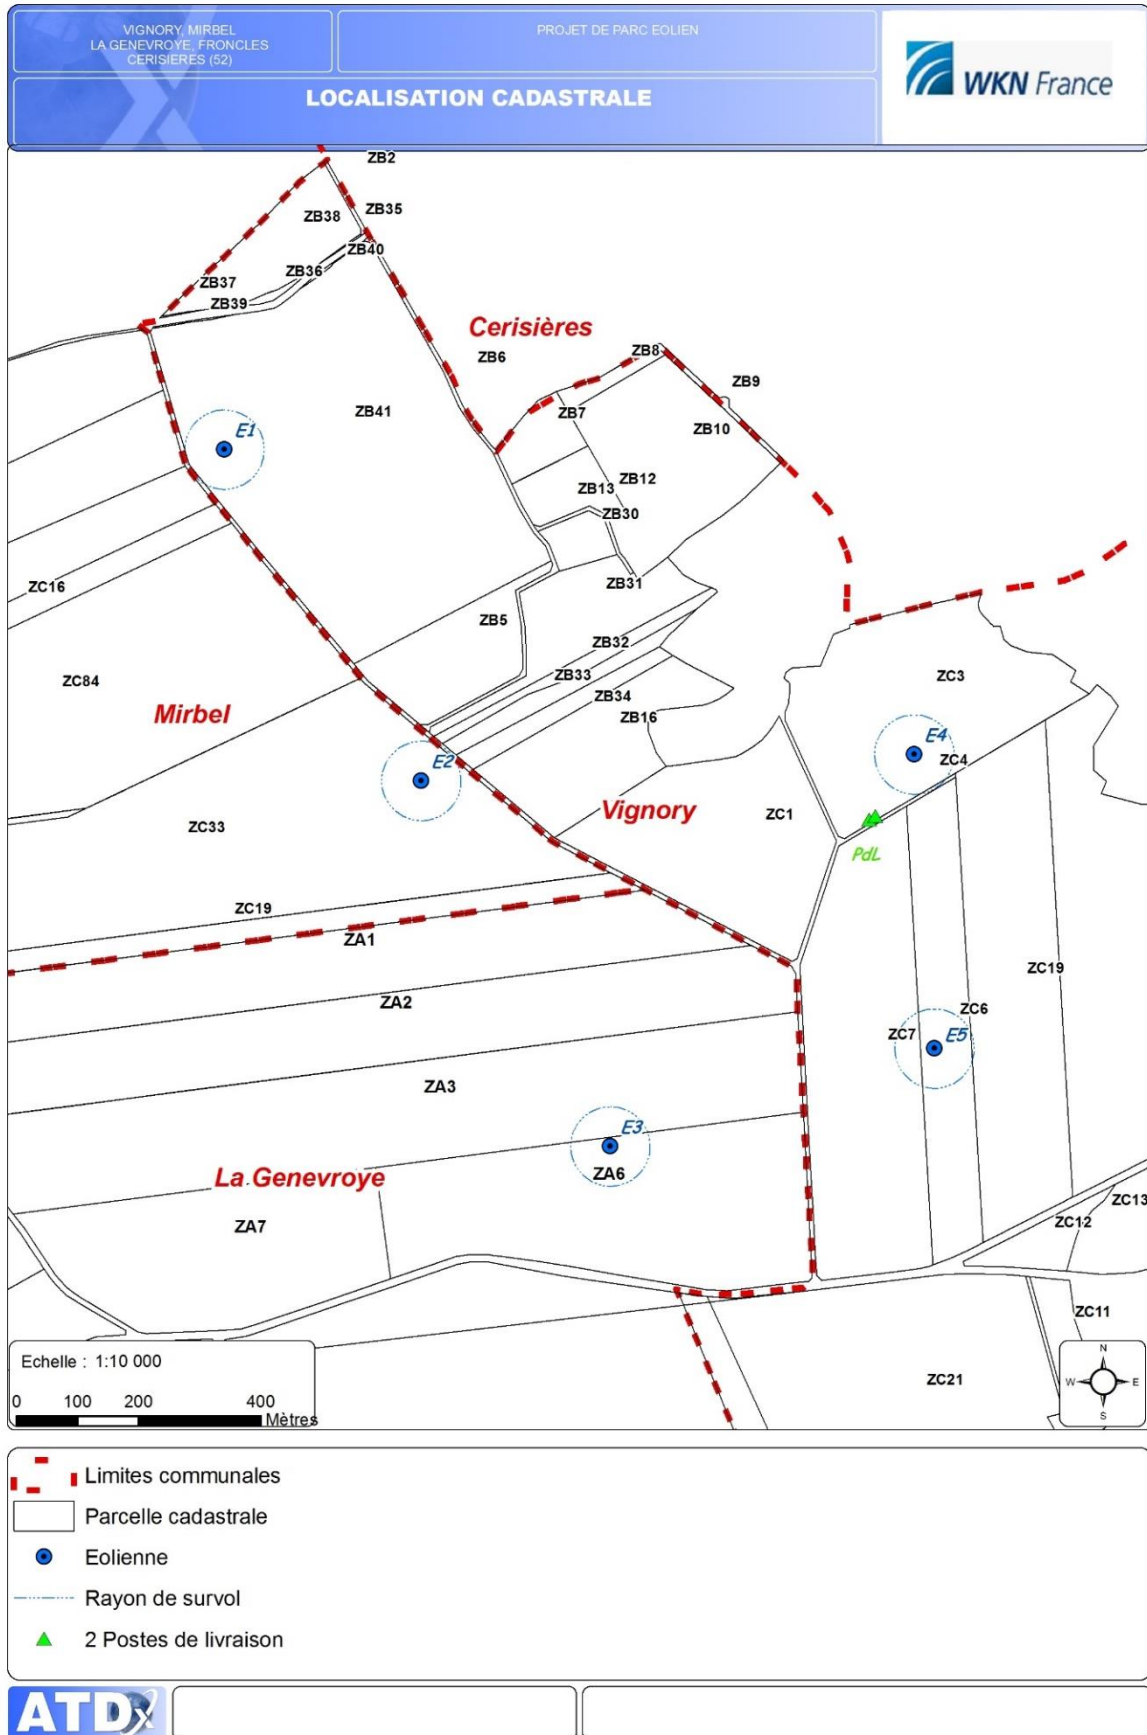 VIGNORY, MIRBEL
LA GENEVROYE, FRONCLES
CERISIERES (52)
PROJET DE PARC EOLIEN
LOCALISATION CADASTRALE
WKN France
ZB2
ZB38
ZB35
ZB40
ZB36
ZB37
ZB39
Cerisières
ZB6
ZB8
ZB9
ZB41
ZB7
ZB10
E1
ZB12
ZB13
ZB30
ZC16
ZB31
ZB5
ZB32
ZC84
ZB33
ZC3
ZB34
Mirbel
ZB16
E4
E2
ZC4
Vignory
ZC1
ZC33
PdL
ZC19
ZA1
ZC19
ZA2
ZC6
ZC7
E5
ZA3
E3
La Genevroye
ZA6
ZC13
ZA7
ZC12
ZC11
Echelle : 1:10 000
N
W
E
S
ZC21
0 100 200 400
Mètres
Limites communales
Parcelle cadastrale
Eolienne
Rayon de survol
2 Postes de livraison
ATDx